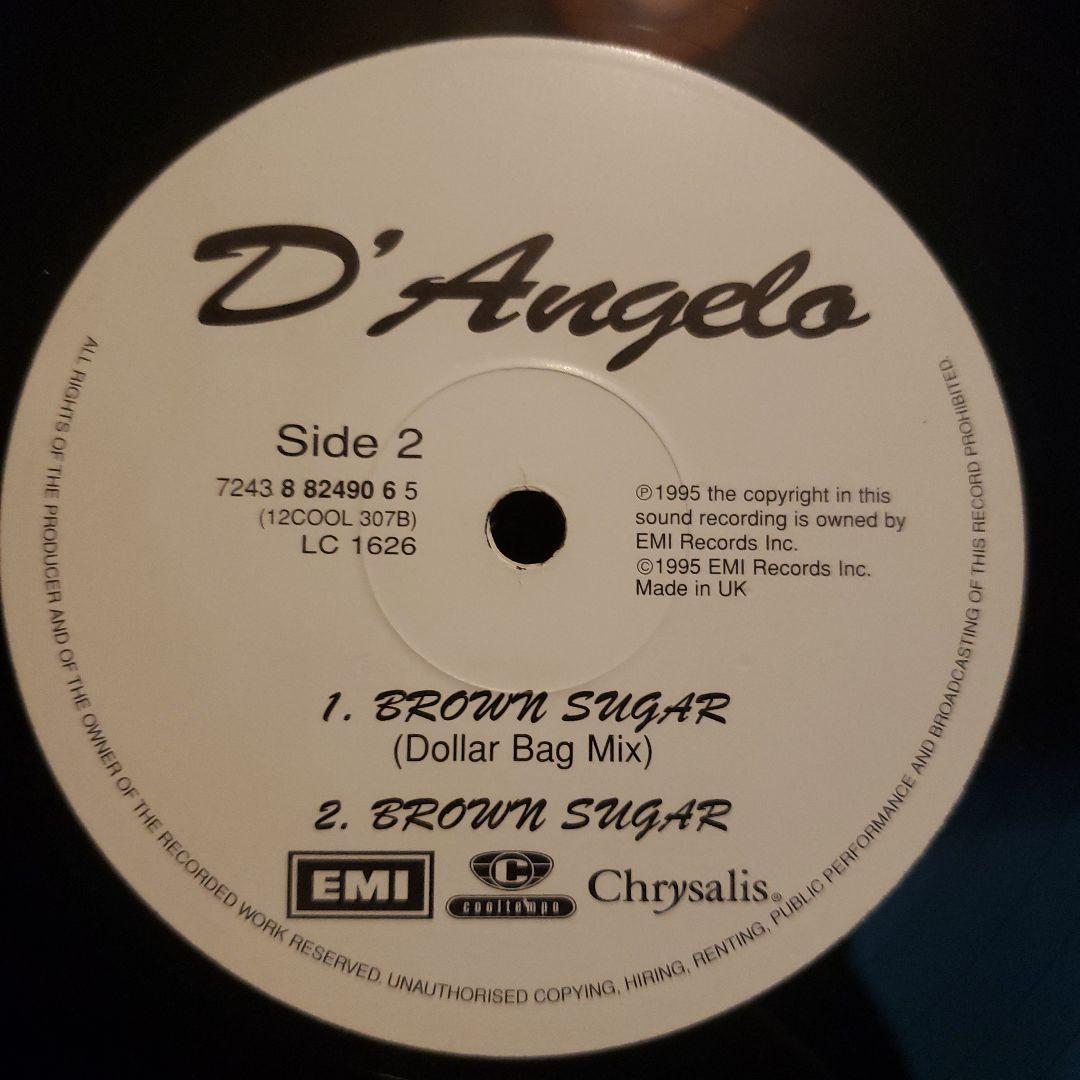 D'Angelo
Side 2
7243 8 82490 6 5
(12COOL 307B)
LC 1626
℗1995 the copyright in this
sound recording is owned by
EMI Records Inc.
©1995 EMI Records Inc.
Made in UK
1. BROWN SUGAR
(Dollar Bag Mix)
2. BROWN SUGAR
EMI
C
cooltempo
Chrysalis®
ALL RIGHTS OF THE PRODUCER AND OF THE OWNER OF THE RECORDED WORK RESERVED. UNAUTHORISED COPYING, HIRING, RENTING, PUBLIC PERFORMANCE AND BROADCASTING OF THIS RECORD PROHIBITED.